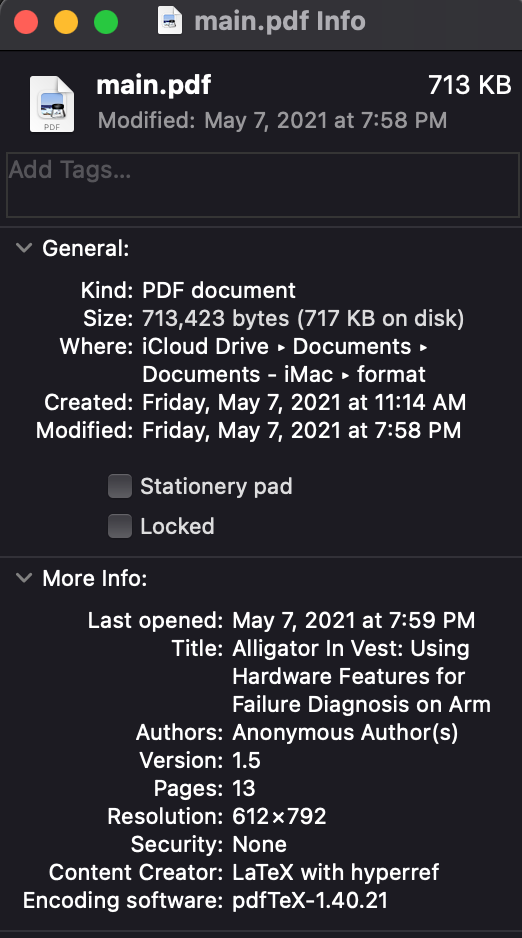 main.pdf Info
main.pdf 713 KB
Modified: May 7, 2021 at 7:58 PM
PDF
Add Tags...
General:
Kind: PDF document
Size: 713,423 bytes (717 KB on disk)
Where: iCloud Drive ▸ Documents ▸
Documents - iMac ▸ format
Created: Friday, May 7, 2021 at 11:14 AM
Modified: Friday, May 7, 2021 at 7:58 PM
Stationery pad
Locked
More Info:
Last opened: May 7, 2021 at 7:59 PM
Title: Alligator In Vest: Using
Hardware Features for
Failure Diagnosis on Arm
Authors: Anonymous Author(s)
Version: 1.5
Pages: 13
Resolution: 612×792
Security: None
Content Creator: LaTeX with hyperref
Encoding software: pdfTeX-1.40.21